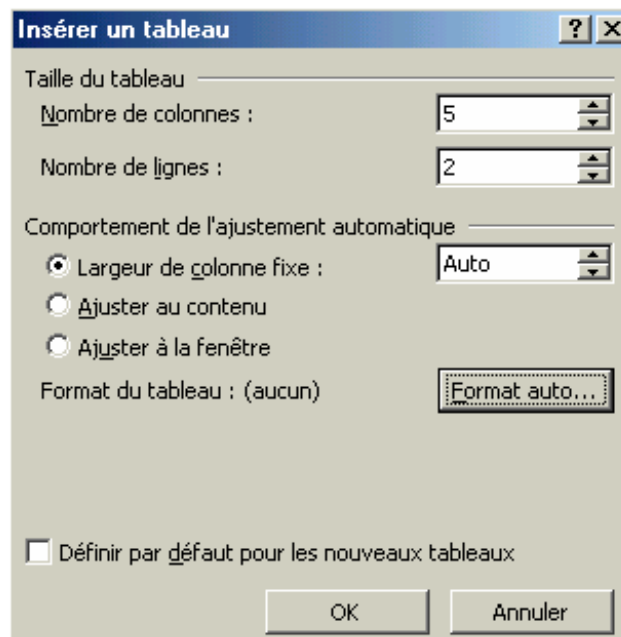 Insérer un tableau
Taille du tableau
Nombre de colonnes : 5
Nombre de lignes : 2
Comportement de l'ajustement automatique
Largeur de colonne fixe : Auto
Ajuster au contenu
Ajuster à la fenêtre
Format du tableau : (aucun) Format auto...
Définir par défaut pour les nouveaux tableaux
OK Annuler